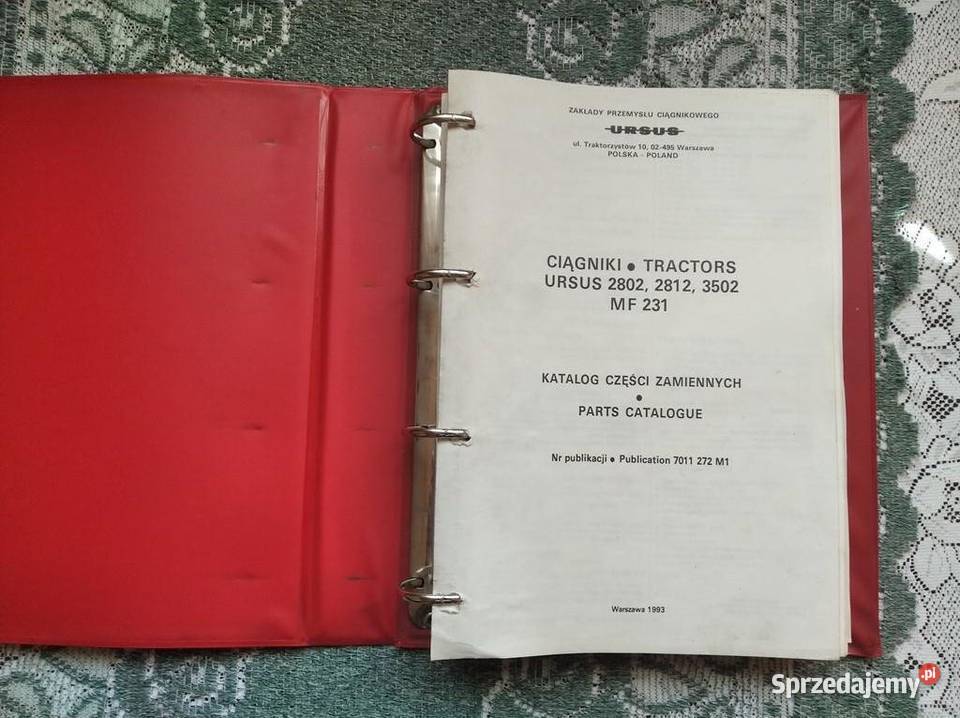 ZAKŁADY PRZEMYSŁU CIĄGNIKOWEGO
URSUS
ul. Traktorzystów 10, 02-495 Warszawa
POLSKA - POLAND
CIĄGNIKI • TRACTORS
URSUS 2802, 2812, 3502
MF 231
KATALOG CZĘŚCI ZAMIENNYCH
•
PARTS CATALOGUE
Nr publikacji • Publication 7011 272 M1
Warszawa 1993
Sprzedajemy.pl